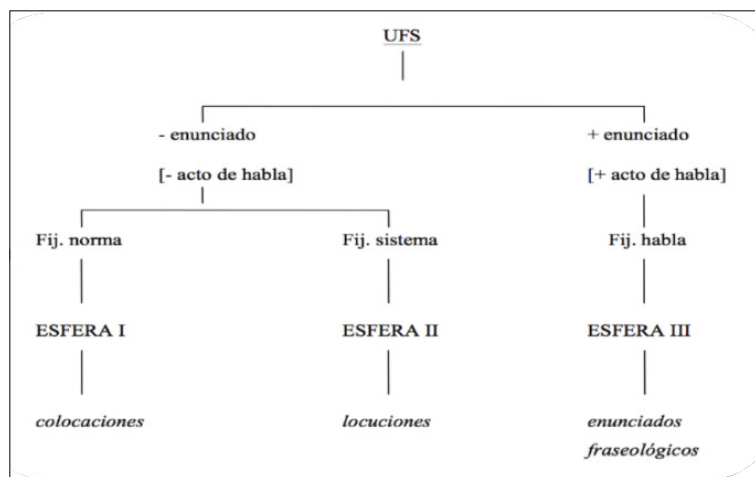 UFS
- enunciado + enunciado
[- acto de habla] [+ acto de habla]
Fij. norma Fij. sistema Fij. habla
ESFERA I ESFERA II ESFERA III
colocaciones locuciones enunciados
fraseológicos